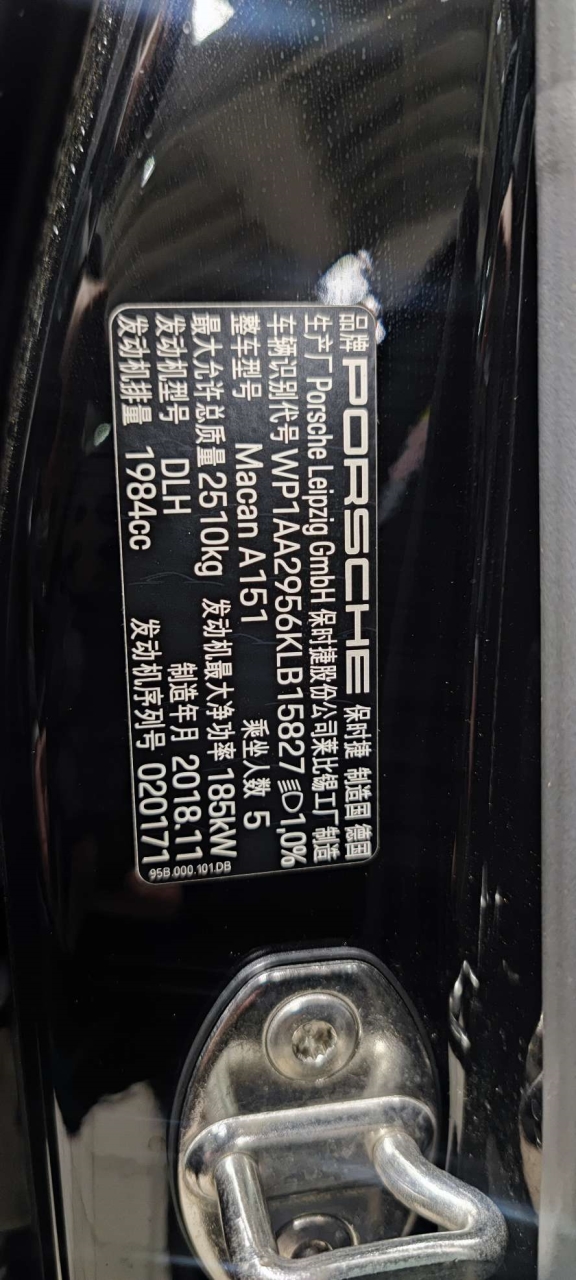 品牌 PORSCHE 保时捷 制造国 德国
生产厂 Porsche Leipzig GmbH 保时捷股份公司莱比锡工厂 制造
车辆识别代号 WP1AA2956KLB15827 1,0%
整车型号 Macan A151 乘坐人数 5
最大允许总质量 2510kg 发动机最大净功率 185kW
发动机型号 DLH 制造年月 2018.11
发动机排量 1984cc 发动机序列号 020171
95B.000.101.DB